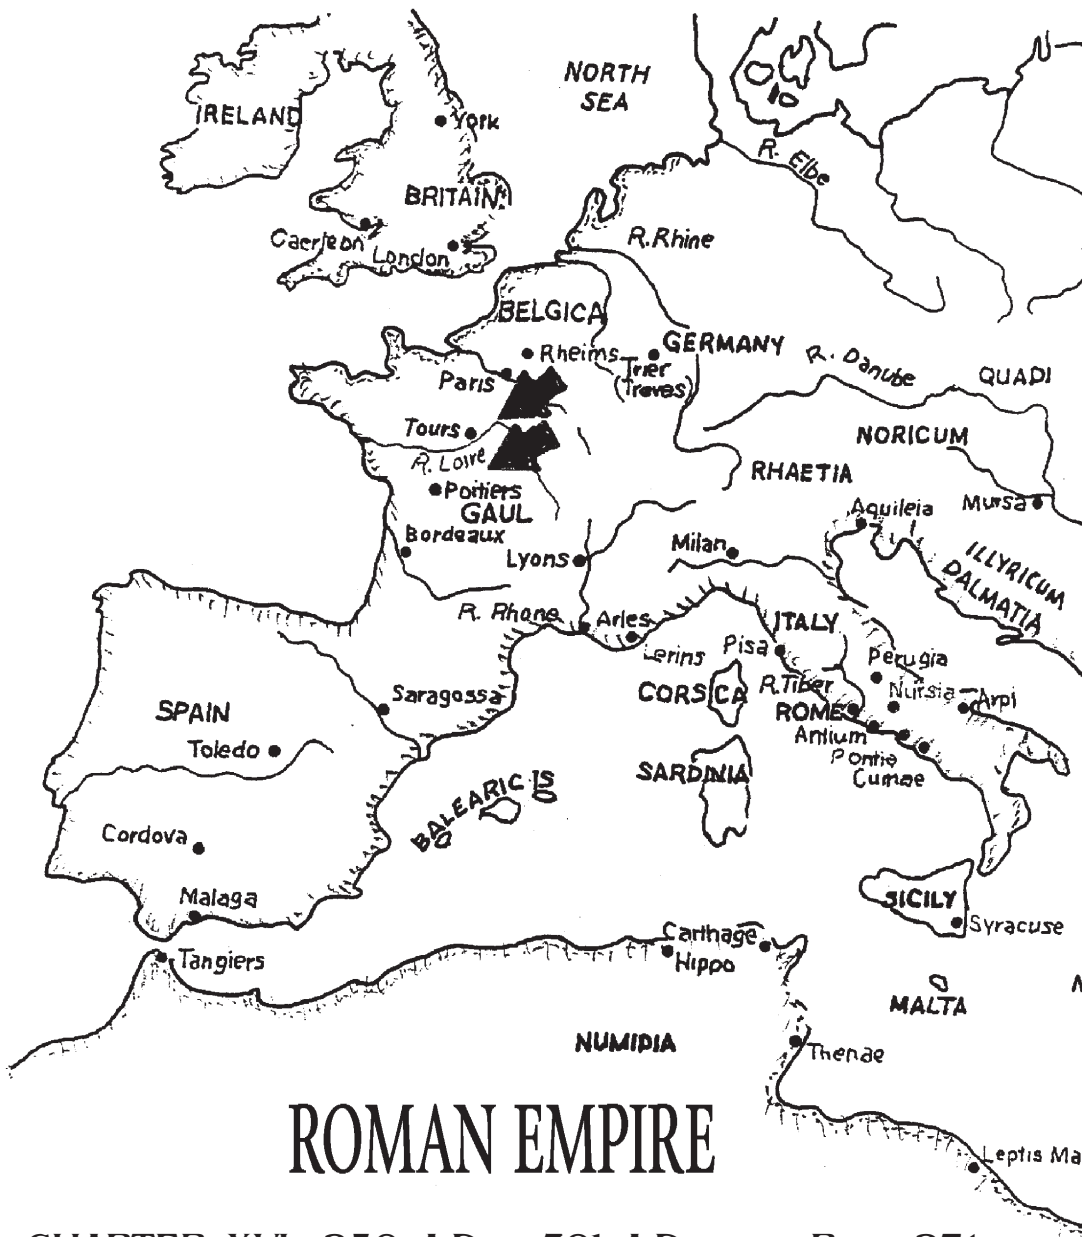 NORTH
SEA
IRELAND
York
R. Elbe
BRITAIN
R. Rhine
Caerleon
London
BELGICA
GERMANY
Rheims
Trier
(Treves)
R. Danube
QUADI
Paris
Tours
NORICUM
R. Loire
RHAETIA
Poitiers
GAUL
Aquileia
Mursa
Bordeaux
Lyons
Milan
ILLYRICUM
DALMATIA
R. Rhone
Arles
ITALY
Lerins
Pisa
Perugia
CORSICA
R. Tiber
Nursia
Arpi
Saragossa
SPAIN
ROME
Antium
Toledo
Pontie
Cumae
SARDINIA
BALEARIC IS
Cordova
Malaga
SICILY
Syracuse
Carthage
Hippo
Tangiers
MALTA
NUMIDIA
Thenae
ROMAN EMPIRE
Leptis Ma